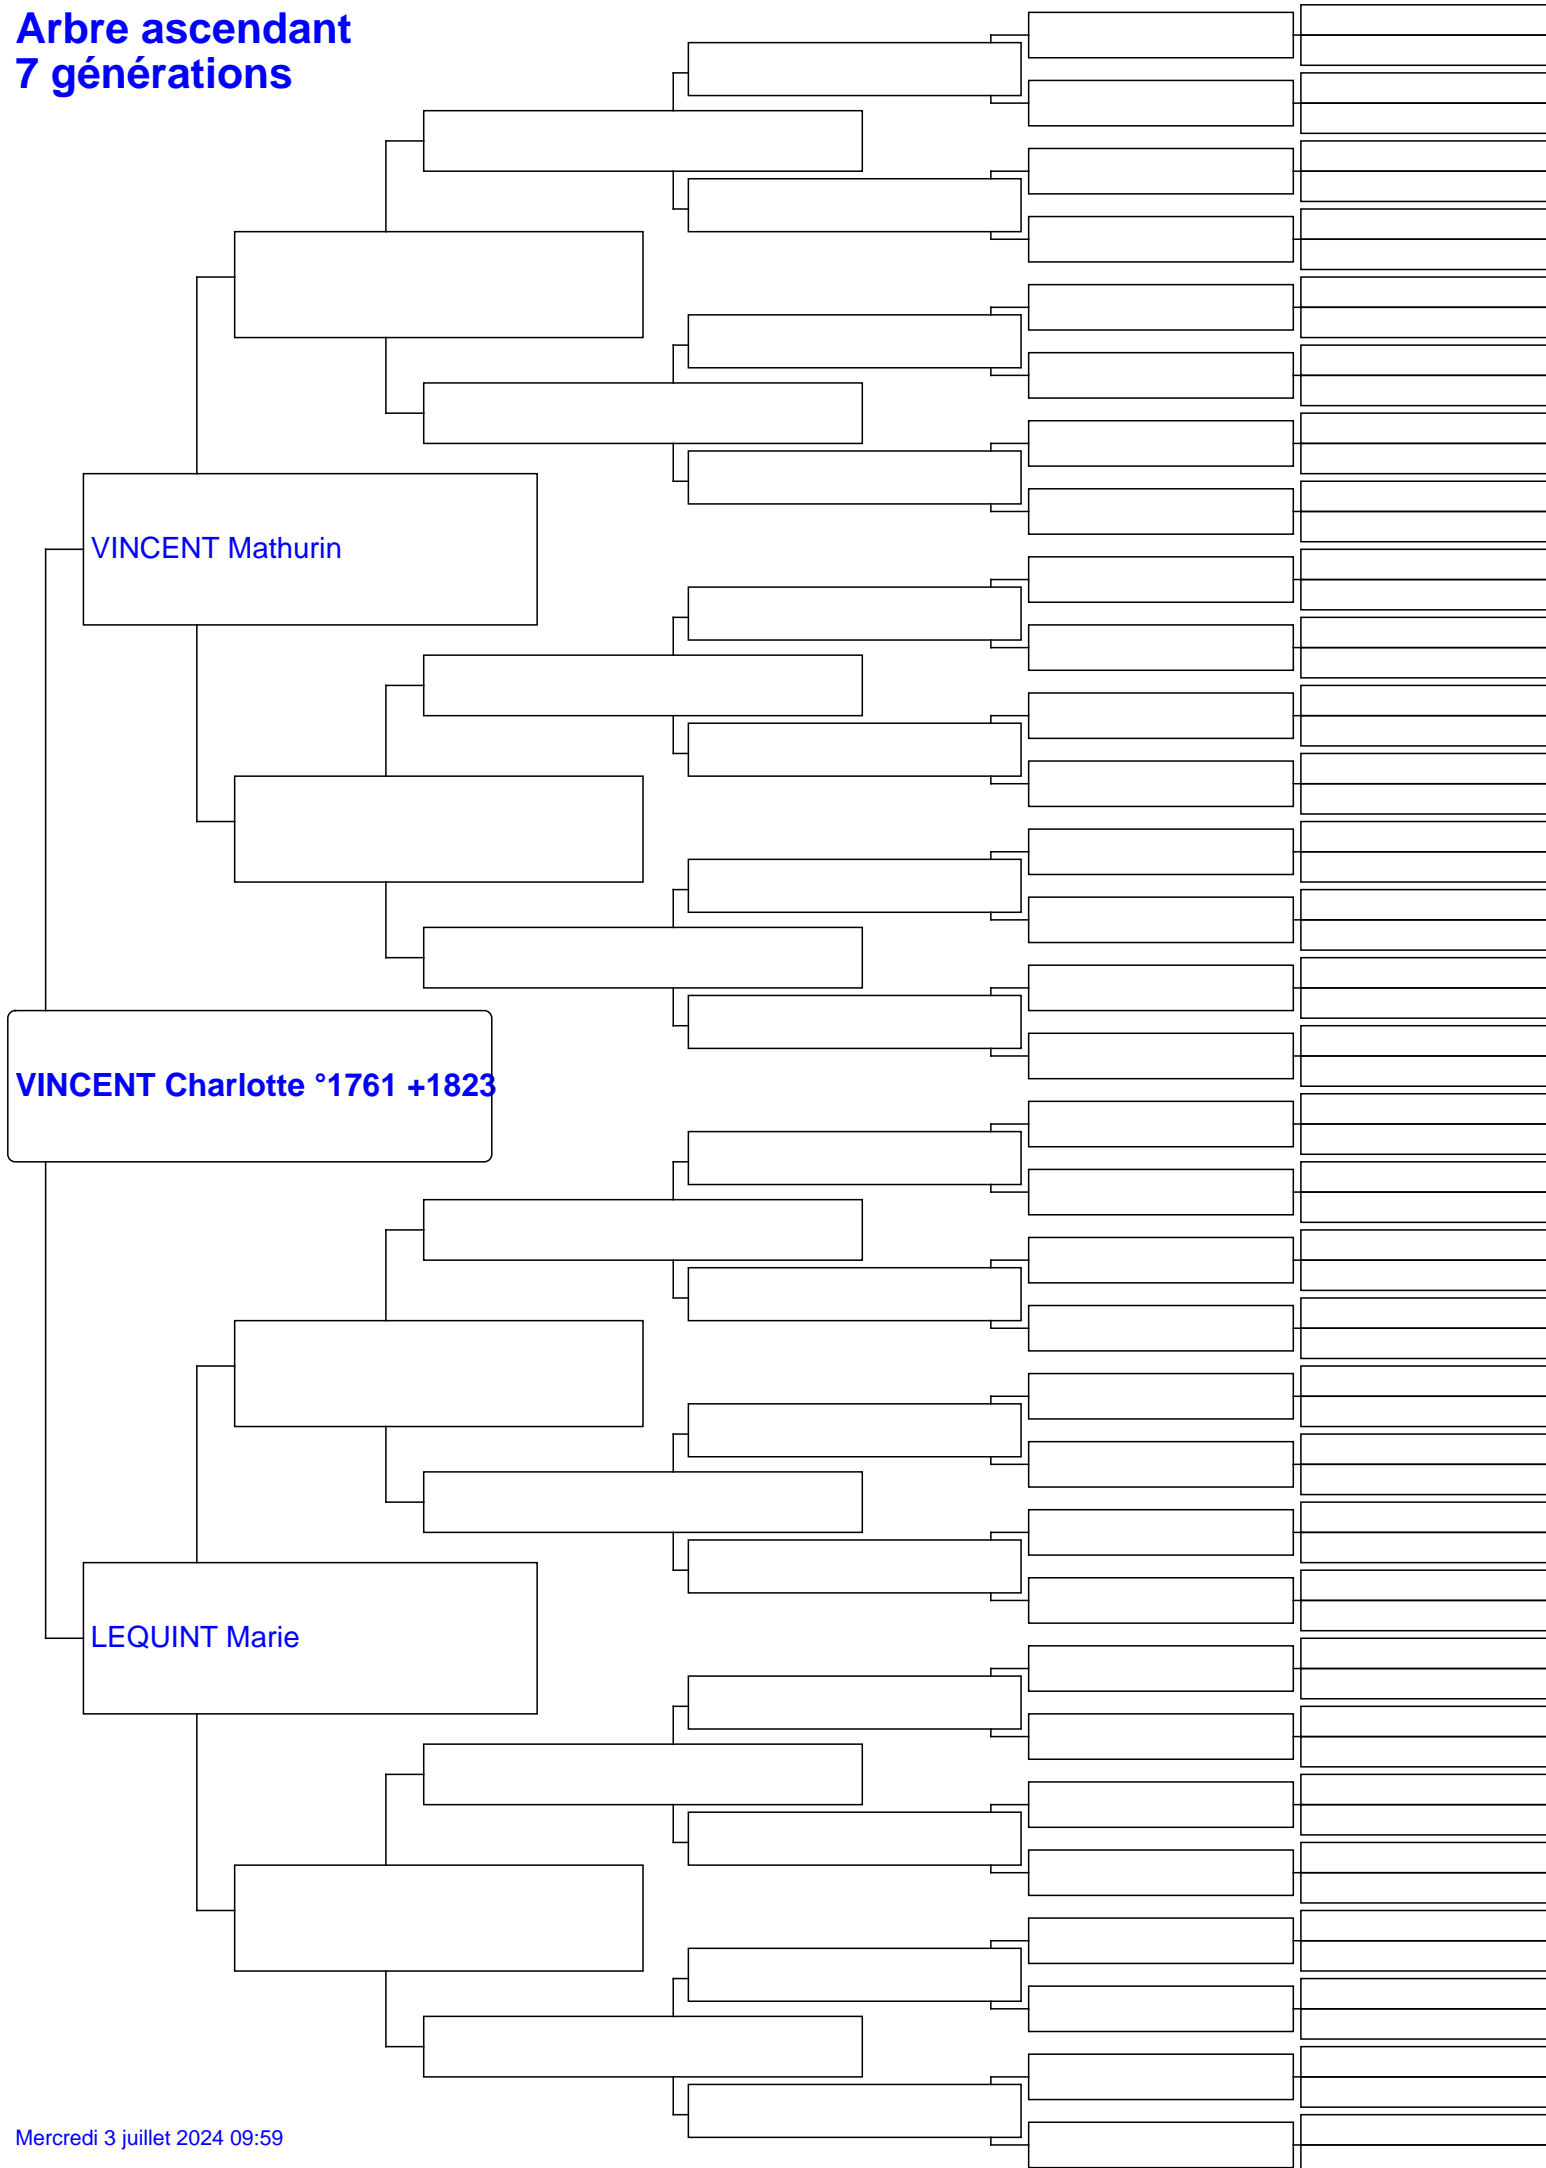 Arbre ascendant
7 générations
VINCENT Mathurin
VINCENT Charlotte °1761 +1823
LEQUINT Marie
Mercredi 3 juillet 2024 09:59